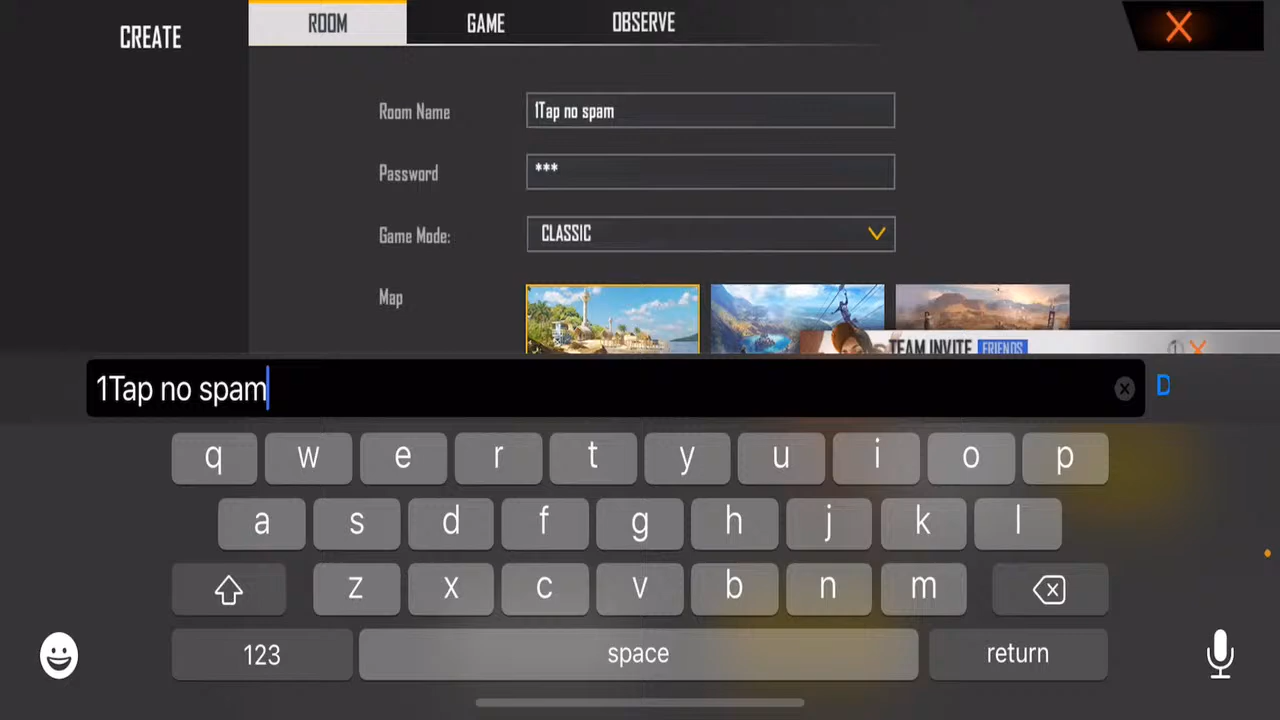 CREATE
ROOM
GAME
OBSERVE
Room Name
1Tap no spam
Password
***
Game Mode:
CLASSIC
Map
TEAM INVITE FRIENDS
1Tap no spam
D
q w e r t y u i o p
a s d f g h j k l
z x c v b n m
123
space
return